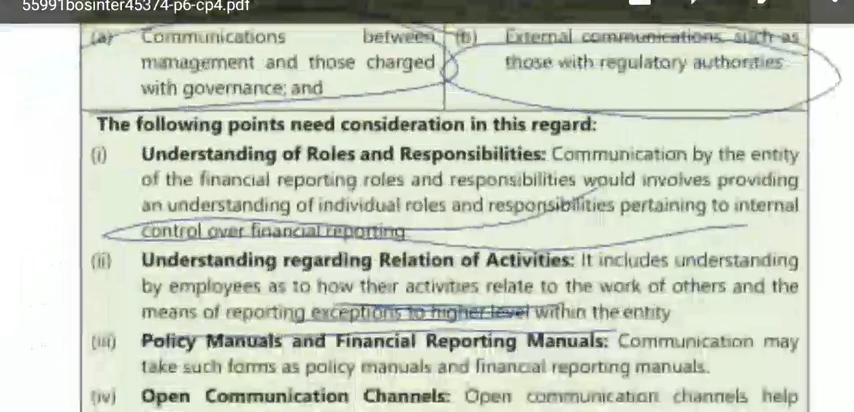 55991bosinter45374-p6-cp4.pdf
(a) Communications between management and those charged with governance; and
(b) External communications, such as those with regulatory authorities
The following points need consideration in this regard:
(i) Understanding of Roles and Responsibilities: Communication by the entity
of the financial reporting roles and responsibilities would involves providing
an understanding of individual roles and responsibilities pertaining to internal
control over financial reporting
(ii) Understanding regarding Relation of Activities: It includes understanding
by employees as to how their activities relate to the work of others and the
means of reporting exceptions to higher level within the entity
(iii) Policy Manuals and Financial Reporting Manuals: Communication may
take such forms as policy manuals and financial reporting manuals.
(iv) Open Communication Channels: Open communication channels help